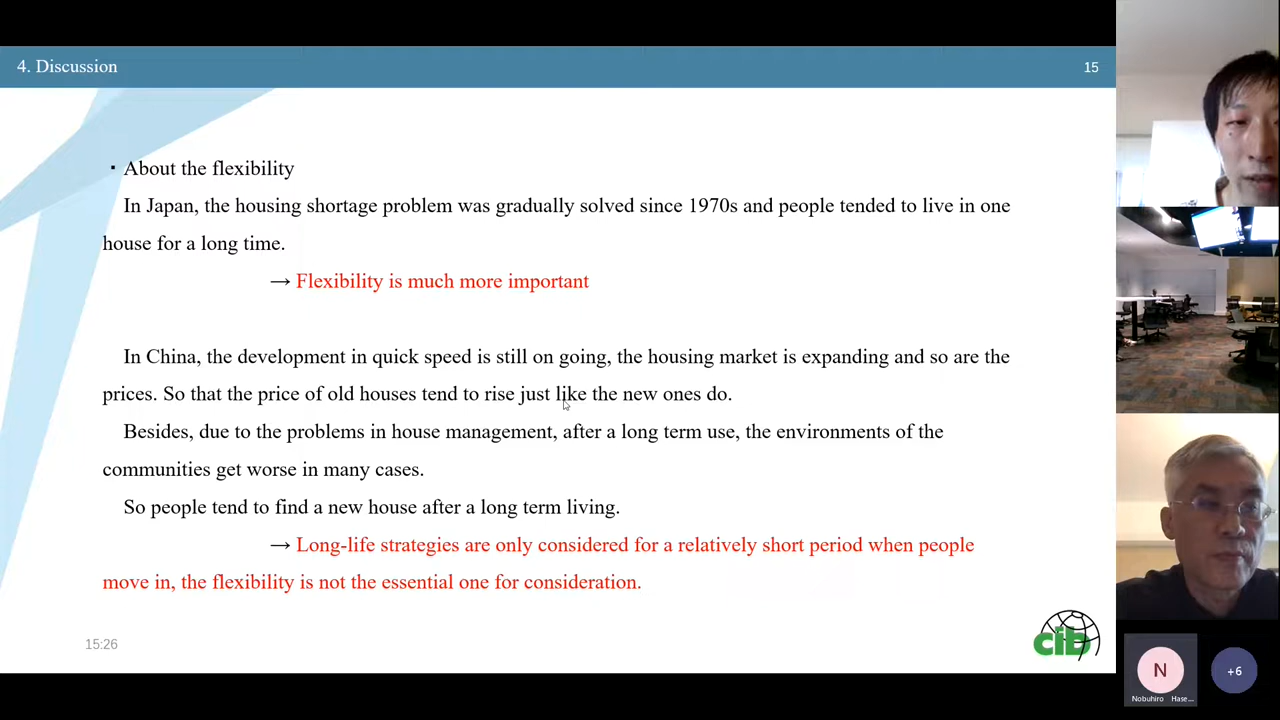 4. Discussion
15
・About the flexibility
In Japan, the housing shortage problem was gradually solved since 1970s and people tended to live in one
house for a long time.
→ Flexibility is much more important
In China, the development in quick speed is still on going, the housing market is expanding and so are the
prices. So that the price of old houses tend to rise just like the new ones do.
Besides, due to the problems in house management, after a long term use, the environments of the
communities get worse in many cases.
So people tend to find a new house after a long term living.
→ Long-life strategies are only considered for a relatively short period when people
move in, the flexibility is not the essential one for consideration.
15:26
cib
N
Nobuhiro Hase...
+6